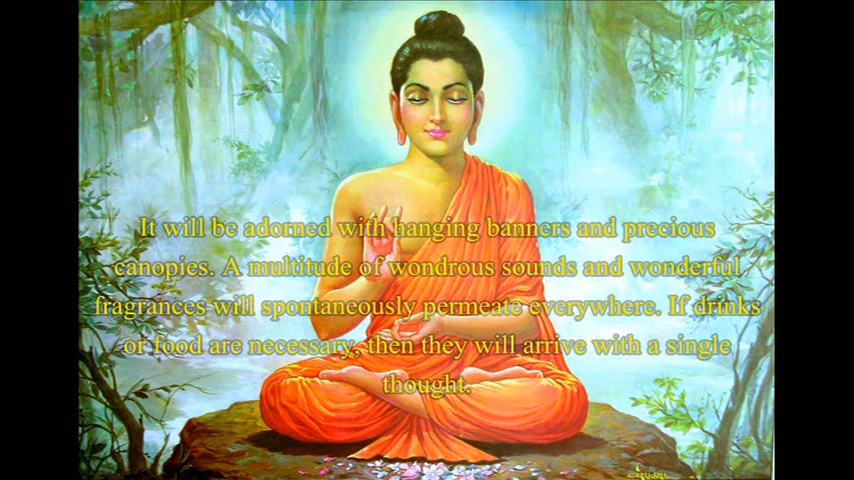 It will be adorned with hanging banners and precious
canopies. A multitude of wondrous sounds and wonderful
fragrances will spontaneously permeate everywhere. If drinks
or food are necessary, then they will arrive with a single
thought.